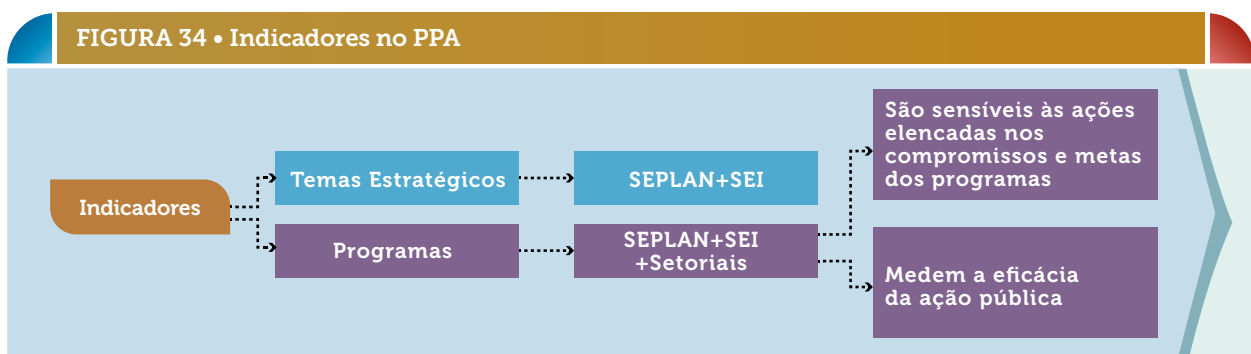 FIGURA 34 • Indicadores no PPA
Indicadores
Temas Estratégicos
SEPLAN+SEI
Programas
SEPLAN+SEI
+Setoriais
São sensíveis às ações
elencadas nos
compromissos e metas
dos programas
Medem a eficácia
da ação pública